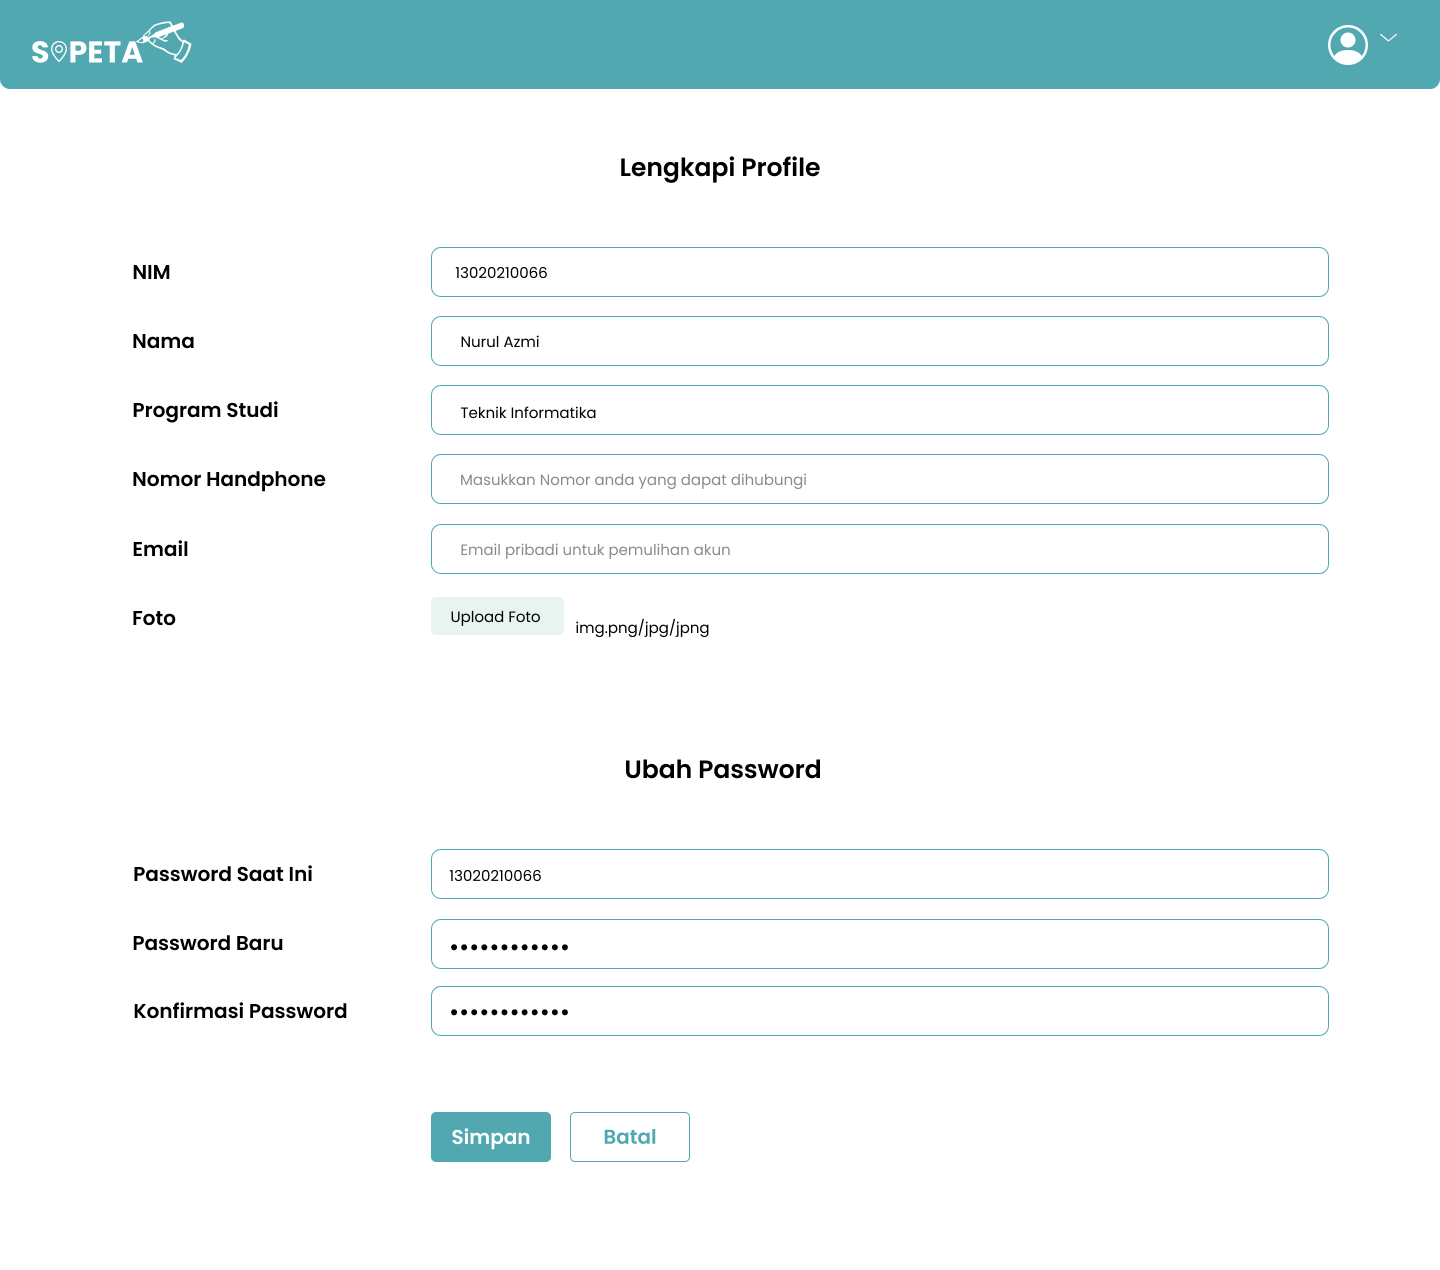 SIPETA
Lengkapi Profile
NIM
13020210066
Nama
Nurul Azmi
Program Studi
Teknik Informatika
Nomor Handphone
Masukkan Nomor anda yang dapat dihubungi
Email
Email pribadi untuk pemulihan akun
Foto
Upload Foto
img.png/jpg/jpng
Ubah Password
Password Saat Ini
13020210066
Password Baru
••••••••••••
Konfirmasi Password
••••••••••••
Simpan
Batal